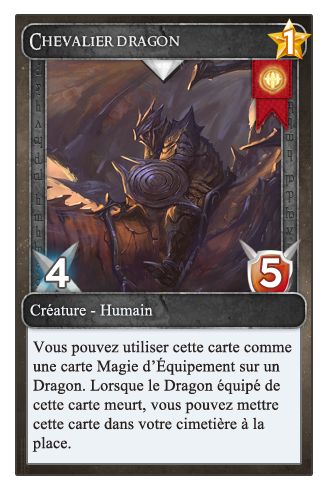 CHEVALIER DRAGON
1
4
5
Créature - Humain
Vous pouvez utiliser cette carte comme
une carte Magie d'Équipement sur un
Dragon. Lorsque le Dragon équipé de
cette carte meurt, vous pouvez mettre
cette carte dans votre cimetière à la
place.